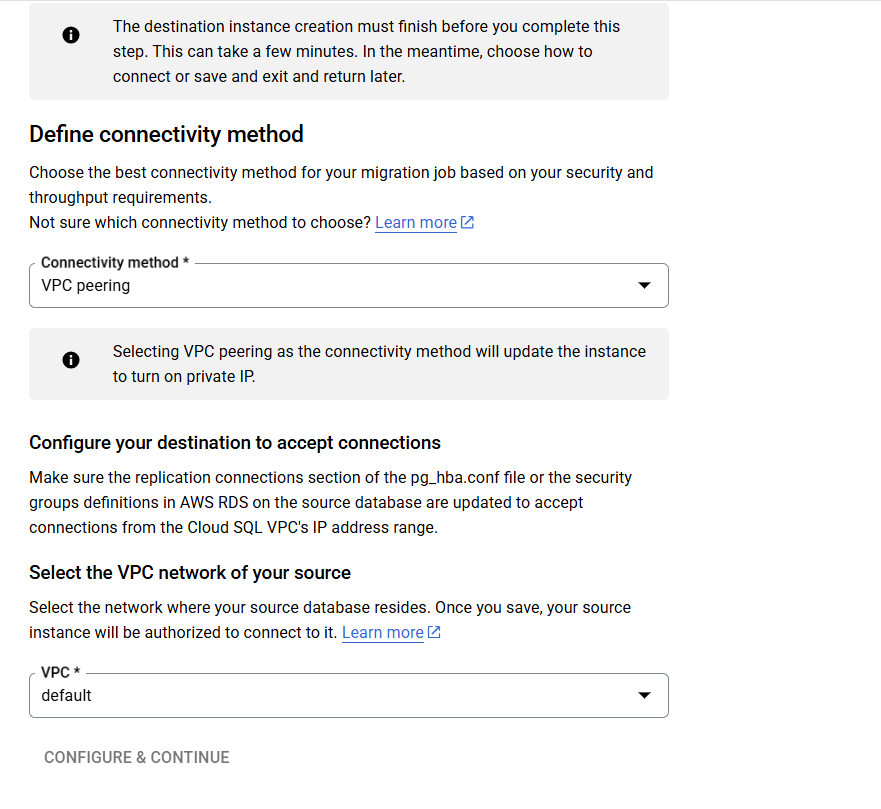 The destination instance creation must finish before you complete this
step. This can take a few minutes. In the meantime, choose how to
connect or save and exit and return later.
Define connectivity method
Choose the best connectivity method for your migration job based on your security and
throughput requirements.
Not sure which connectivity method to choose? Learn more
Connectivity method *
VPC peering
Selecting VPC peering as the connectivity method will update the instance
to turn on private IP.
Configure your destination to accept connections
Make sure the replication connections section of the pg_hba.conf file or the security
groups definitions in AWS RDS on the source database are updated to accept
connections from the Cloud SQL VPC's IP address range.
Select the VPC network of your source
Select the network where your source database resides. Once you save, your source
instance will be authorized to connect to it. Learn more
VPC *
default
CONFIGURE & CONTINUE